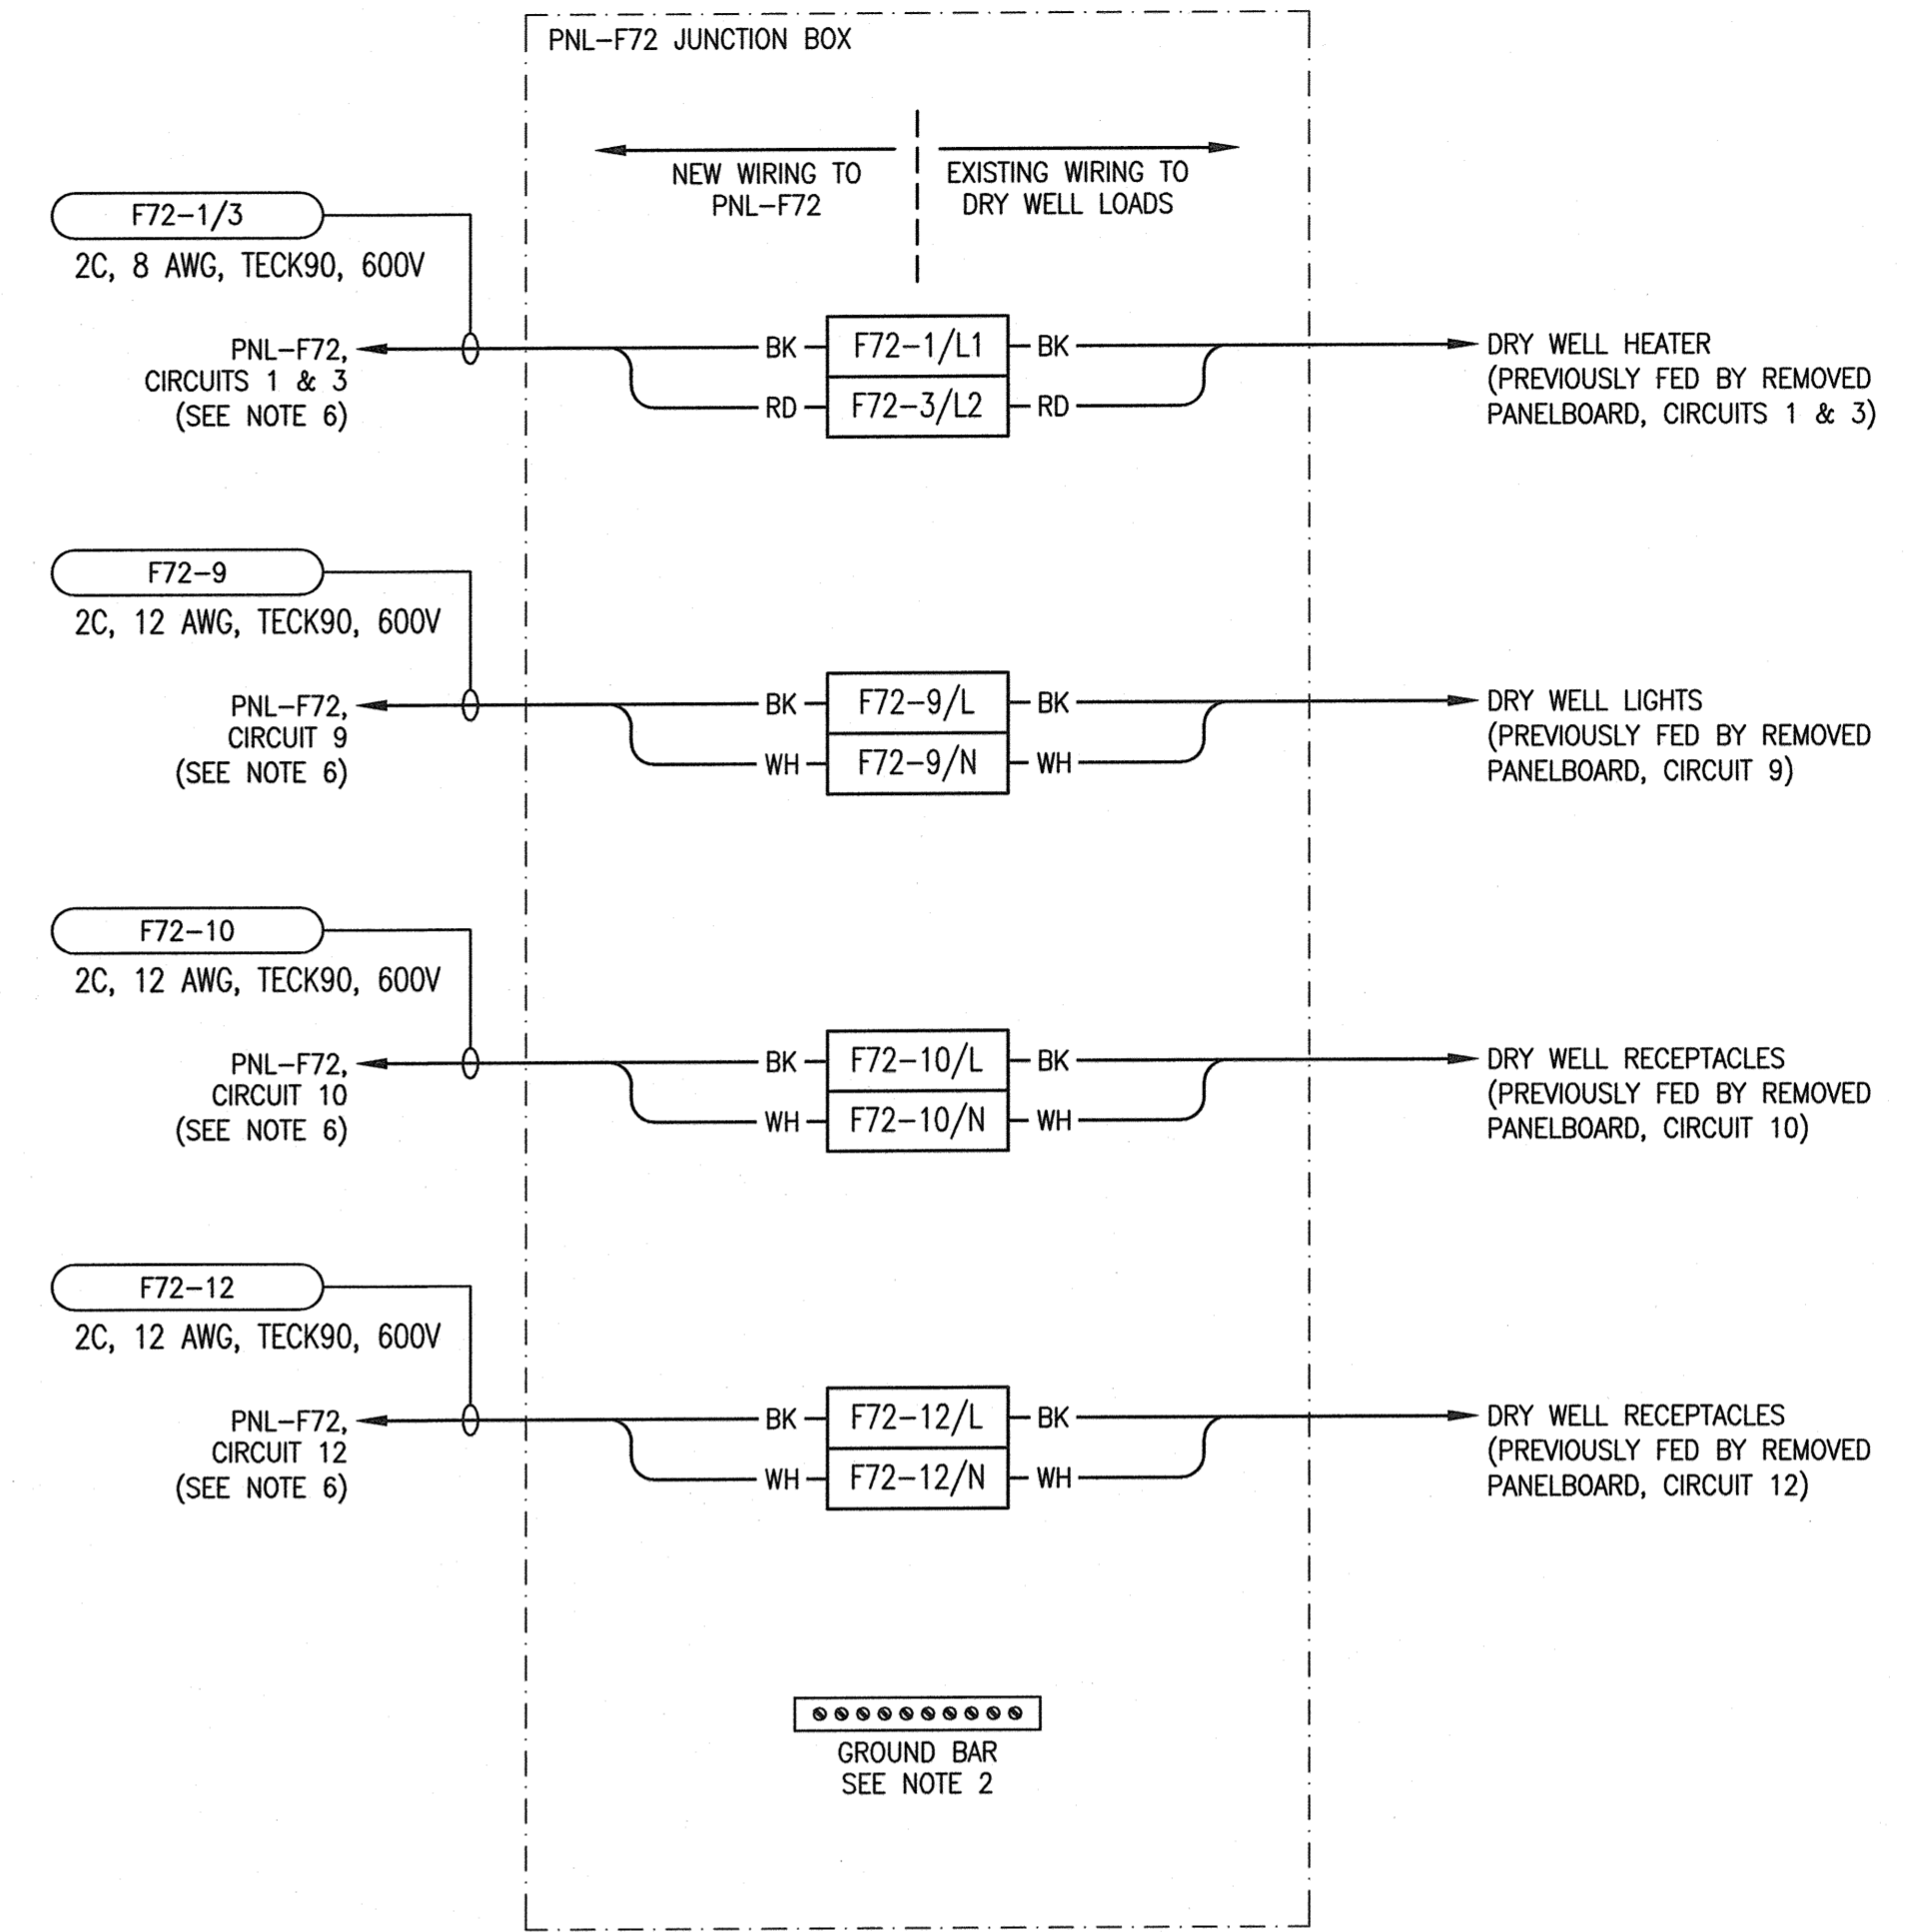 PNL-F72 JUNCTION BOX
NEW WIRING TO
PNL-F72
EXISTING WIRING TO
DRY WELL LOADS
F72-1/3
2C, 8 AWG, TECK90, 600V
PNL-F72,
CIRCUITS 1 & 3
(SEE NOTE 6)
BK
RD
F72-1/L1
F72-3/L2
BK
RD
DRY WELL HEATER
(PREVIOUSLY FED BY REMOVED
PANELBOARD, CIRCUITS 1 & 3)
F72-9
2C, 12 AWG, TECK90, 600V
PNL-F72,
CIRCUIT 9
(SEE NOTE 6)
BK
WH
F72-9/L
F72-9/N
BK
WH
DRY WELL LIGHTS
(PREVIOUSLY FED BY REMOVED
PANELBOARD, CIRCUIT 9)
F72-10
2C, 12 AWG, TECK90, 600V
PNL-F72,
CIRCUIT 10
(SEE NOTE 6)
BK
WH
F72-10/L
F72-10/N
BK
WH
DRY WELL RECEPTACLES
(PREVIOUSLY FED BY REMOVED
PANELBOARD, CIRCUIT 10)
F72-12
2C, 12 AWG, TECK90, 600V
PNL-F72,
CIRCUIT 12
(SEE NOTE 6)
BK
WH
F72-12/L
F72-12/N
BK
WH
DRY WELL RECEPTACLES
(PREVIOUSLY FED BY REMOVED
PANELBOARD, CIRCUIT 12)
GROUND BAR
SEE NOTE 2